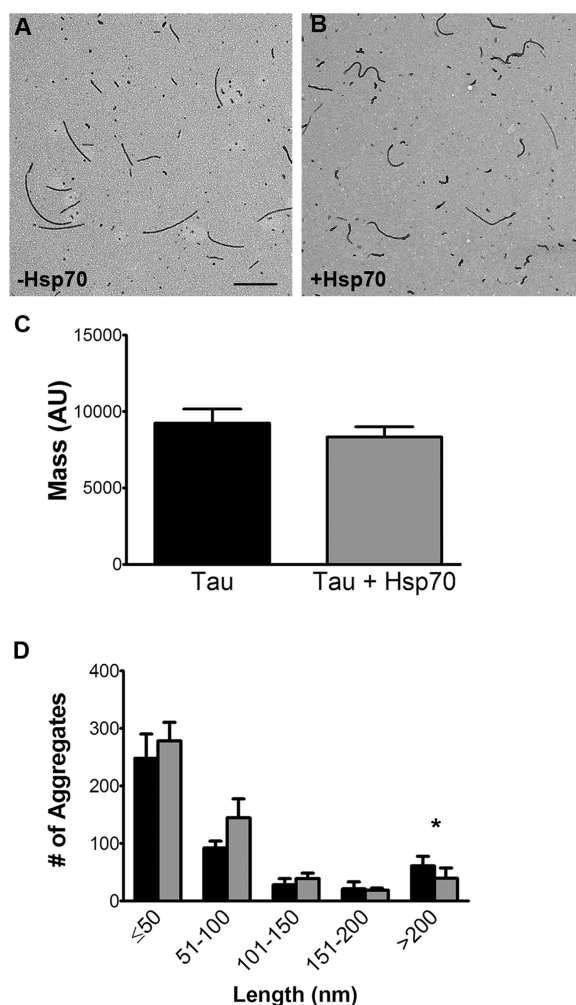 A
B
-Hsp70
+Hsp70
C
Mass (AU)
15000
10000
5000
0
Tau
Tau + Hsp70
D
# of Aggregates
400
300
200
100
0
*
≤50
51-100
101-150
151-200
>200
Length (nm)